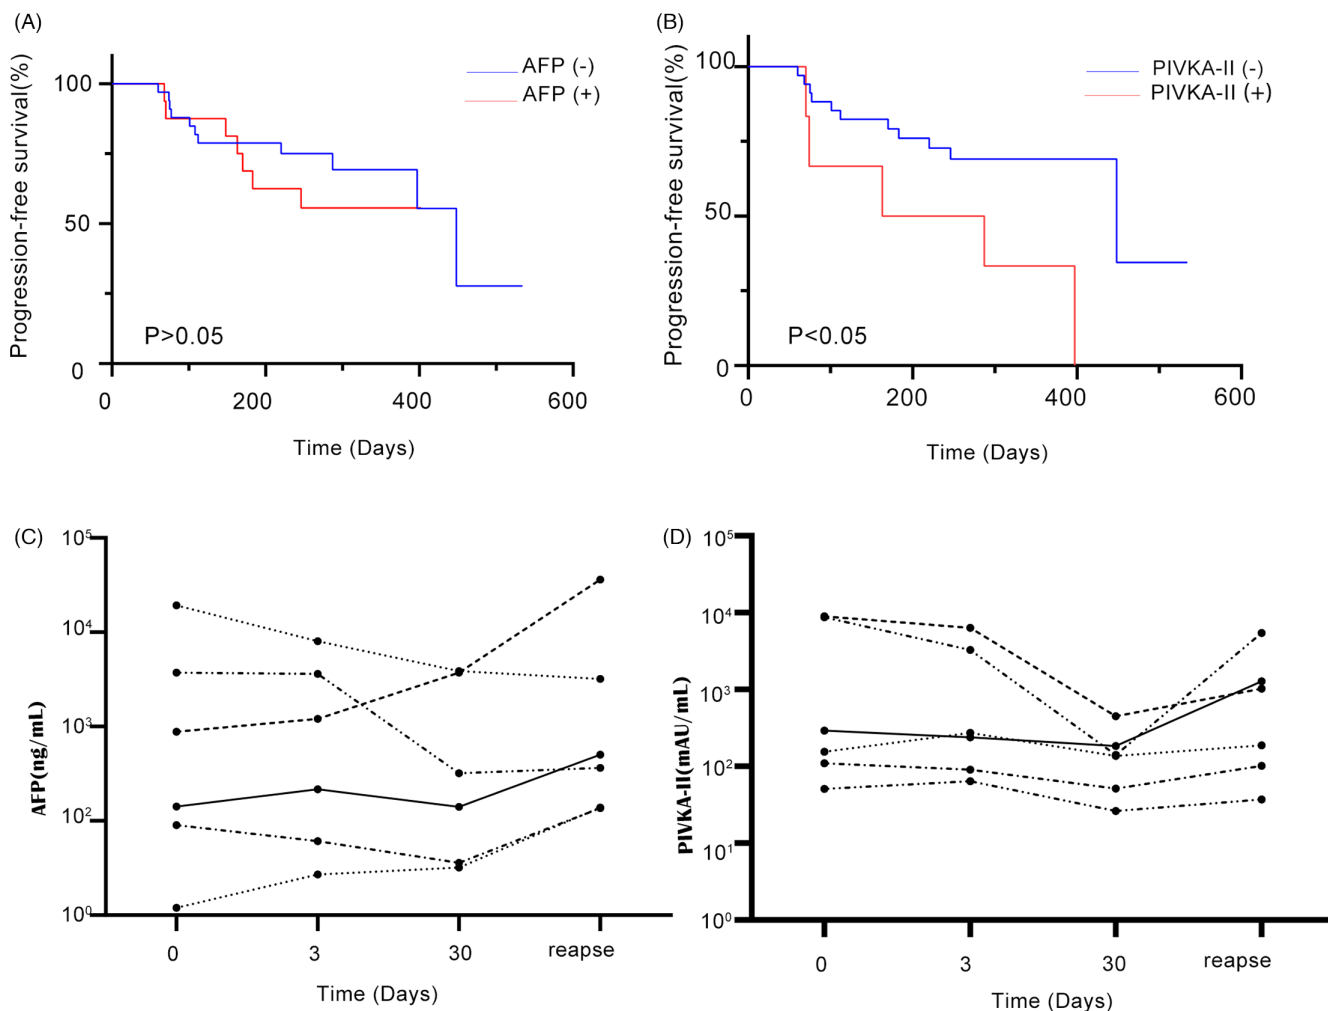 (A)
Progression-free survival(%)
100
50
0
AFP (-)
AFP (+)
P>0.05
0 200 400 600
Time (Days)
(B)
Progression-free survival(%)
100
50
0
PIVKA-II (-)
PIVKA-II (+)
P<0.05
0 200 400 600
Time (Days)
(C)
AFP(ng/mL)
10⁵
10⁴
10³
10²
10¹
10⁰
0 3 30 reapse
Time (Days)
(D)
PIVKA-II(mAU/mL)
10⁵
10⁴
10³
10²
10¹
10⁰
0 3 30 reapse
Time (Days)